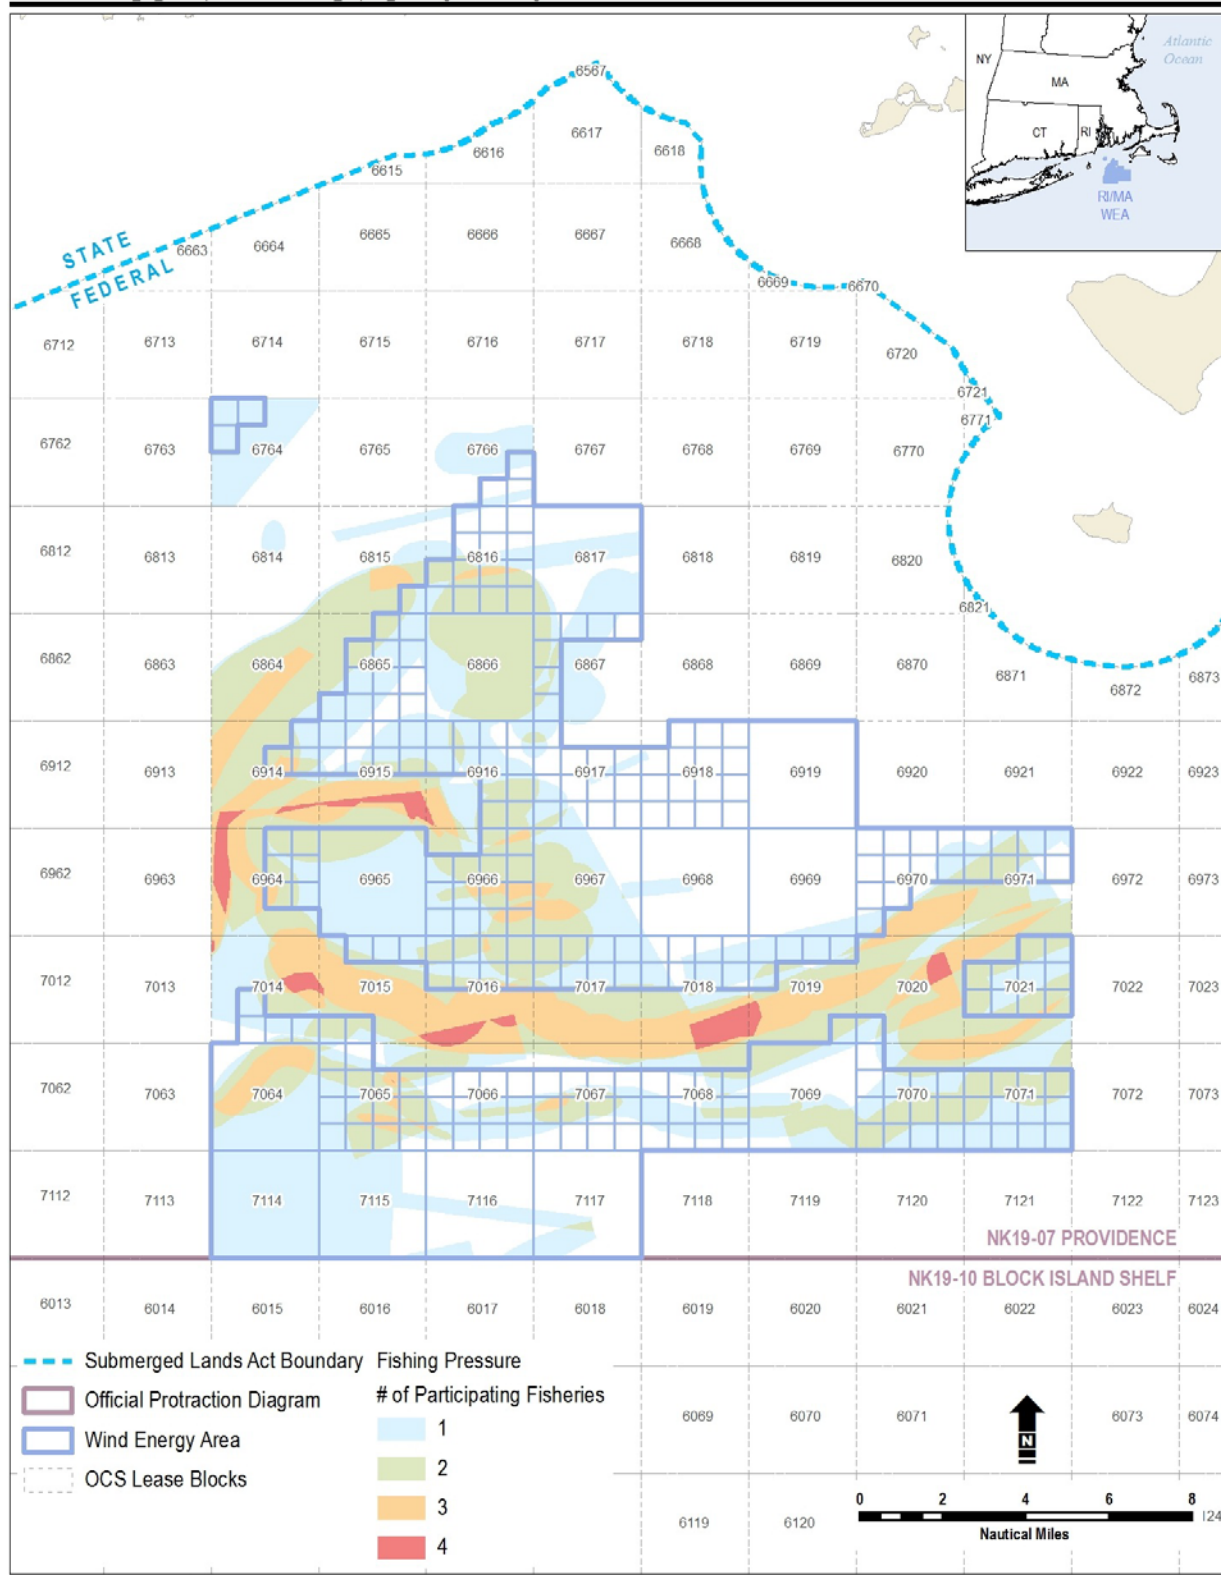 Atlantic
Ocean
NY
MA
CT
RI
RI/MA
WEA
6567
6617
6616
6618
6615
STATE
FEDERAL
6663 6664 6665 6666 6667 6668
6669 6670
6712 6713 6714 6715 6716 6717 6718 6719 6720
6721
6771
6762 6763 6764 6765 6766 6767 6768 6769 6770
6812 6813 6814 6815 6816 6817 6818 6819 6820
6821
6862 6863 6864 6865 6866 6867 6868 6869 6870 6871 6872 6873
6912 6913 6914 6915 6916 6917 6918 6919 6920 6921 6922 6923
6962 6963 6964 6965 6966 6967 6968 6969 6970 6971 6972 6973
7012 7013 7014 7015 7016 7017 7018 7019 7020 7021 7022 7023
7062 7063 7064 7065 7066 7067 7068 7069 7070 7071 7072 7073
7112 7113 7114 7115 7116 7117 7118 7119 7120 7121 7122 7123
NK19-07 PROVIDENCE
NK19-10 BLOCK ISLAND SHELF
6013 6014 6015 6016 6017 6018 6019 6020 6021 6022 6023 6024
Submerged Lands Act Boundary
Official Protraction Diagram
Wind Energy Area
OCS Lease Blocks
Fishing Pressure
# of Participating Fisheries
1
2
3
4
6069 6070 6071 6073 6074
N
6119 6120
0 2 4 6 8
Nautical Miles